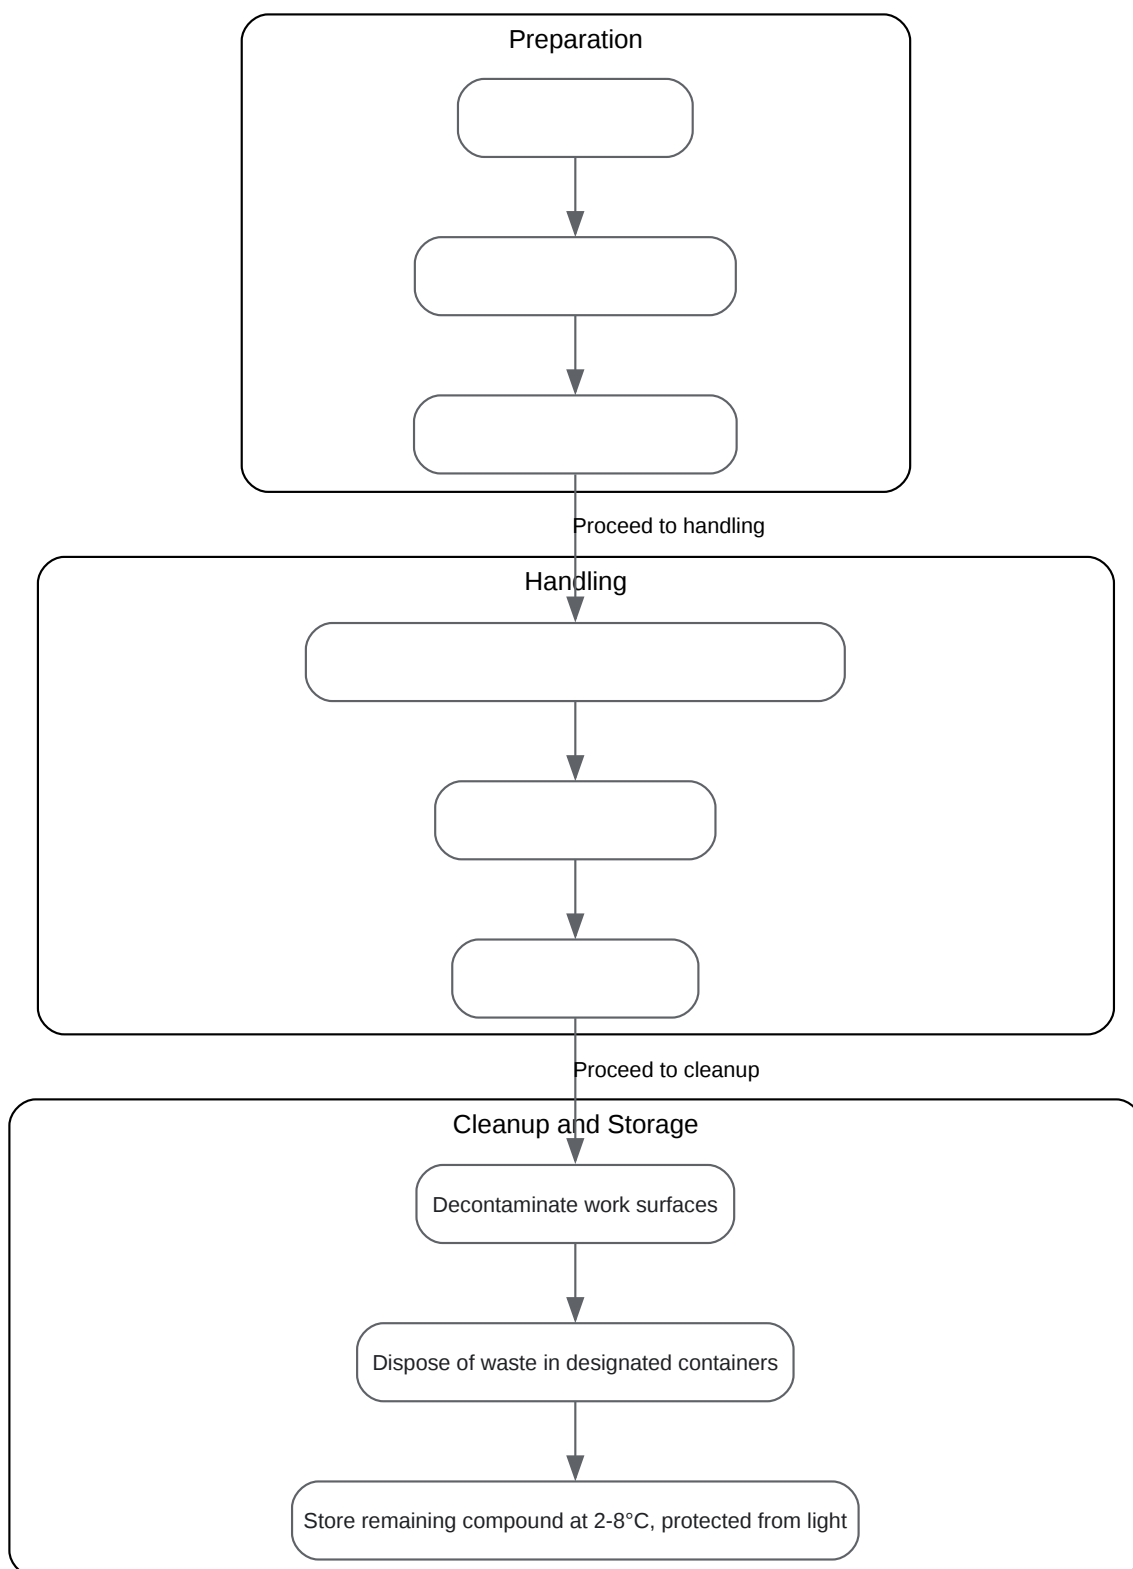 Preparation
Proceed to handling
Handling
Proceed to cleanup
Cleanup and Storage
Decontaminate work surfaces
Dispose of waste in designated containers
Store remaining compound at 2-8°C, protected from light